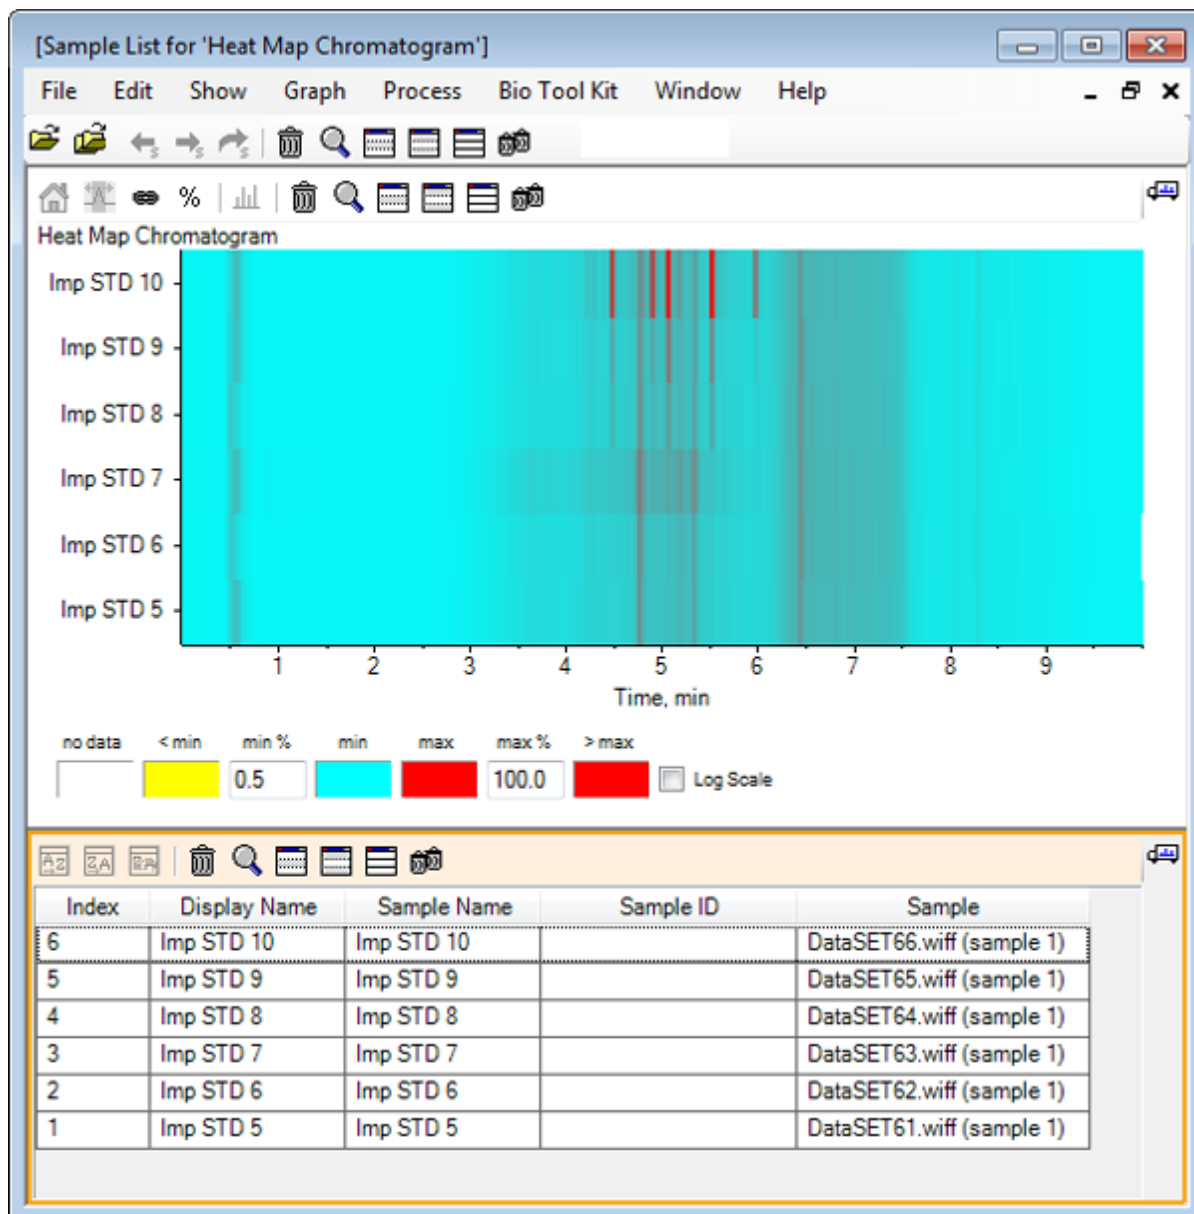 [Sample List for 'Heat Map Chromatogram']
File Edit Show Graph Process Bio Tool Kit Window Help
%
Heat Map Chromatogram
Imp STD 10
Imp STD 9
Imp STD 8
Imp STD 7
Imp STD 6
Imp STD 5
1 2 3 4 5 6 7 8 9
Time, min
no data < min min % min max max % > max
0.5 100.0 Log Scale
Index Display Name Sample Name Sample ID Sample
6 Imp STD 10 Imp STD 10 DataSET66.wiff (sample 1)
5 Imp STD 9 Imp STD 9 DataSET65.wiff (sample 1)
4 Imp STD 8 Imp STD 8 DataSET64.wiff (sample 1)
3 Imp STD 7 Imp STD 7 DataSET63.wiff (sample 1)
2 Imp STD 6 Imp STD 6 DataSET62.wiff (sample 1)
1 Imp STD 5 Imp STD 5 DataSET61.wiff (sample 1)